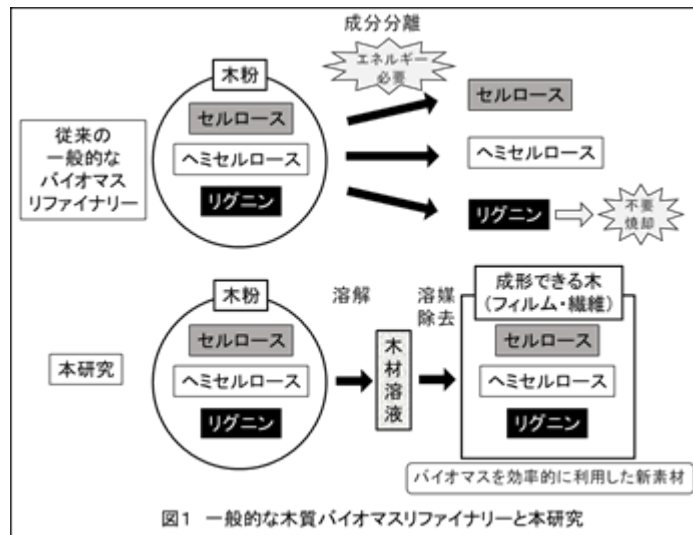 成分分離
エネルギー
必要
木粉
セルロース
ヘミセルロース
リグニン
従来の
一般的な
バイオマス
リファイナリー
セルロース
ヘミセルロース
リグニン
不要
焼却
木粉
セルロース
ヘミセルロース
リグニン
本研究
溶解
木材溶液
溶媒
除去
成形できる木
(フィルム・繊維)
セルロース
ヘミセルロース
リグニン
バイオマスを効率的に利用した新素材
図1 一般的な木質バイオマスリファイナリーと本研究